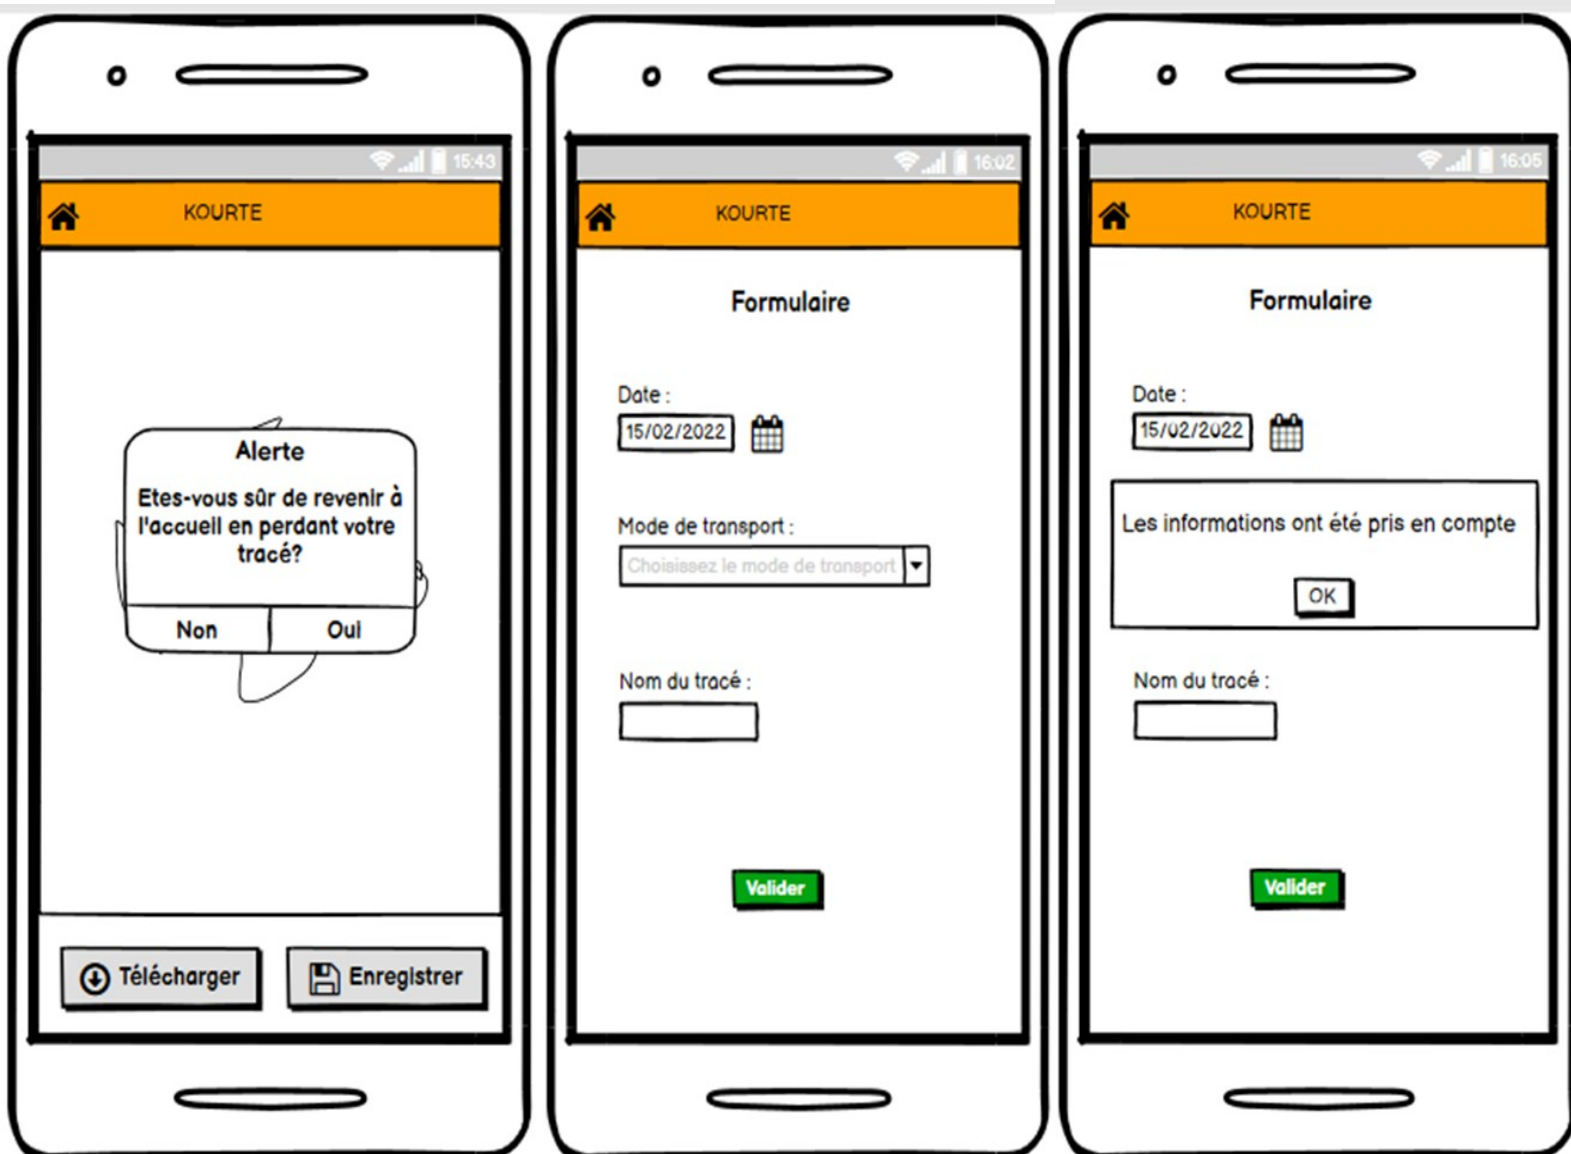 15:43
KOURTE
Alerte
Etes-vous sûr de revenir à
l'accueil en perdant votre
tracé?
Non Oui
Télécharger Enregistrer
16:02
KOURTE
Formulaire
Date :
15/02/2022
Mode de transport :
Choisissez le mode de transport
Nom du tracé :
Valider
16:05
KOURTE
Formulaire
Date :
15/02/2022
Les informations ont été pris en compte
OK
Nom du tracé :
Valider